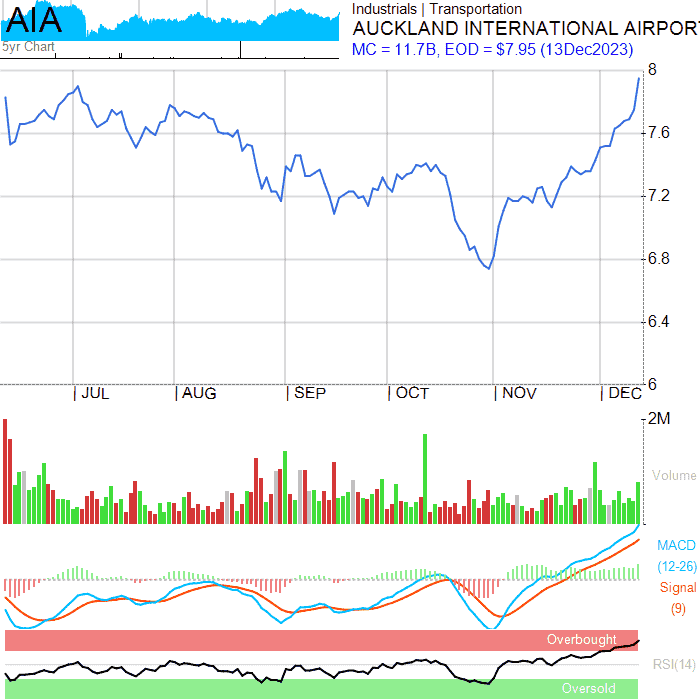 AIA
5yr Chart
Industrials | Transportation
AUCKLAND INTERNATIONAL AIRPORT
MC = 11.7B, EOD = $7.95 (13Dec2023)
8
7.6
7.2
6.8
6.4
6
JUL AUG SEP OCT NOV DEC
2M
Volume
MACD
(12-26)
Signal
(9)
Overbought
RSI(14)
Oversold